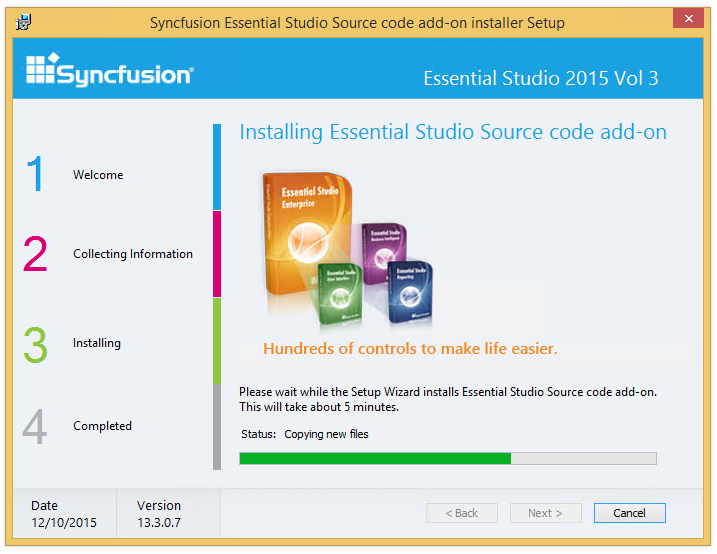 Syncfusion Essential Studio Source code add-on installer Setup
Syncfusion
Essential Studio 2015 Vol 3
1
Welcome
2
Collecting Information
3
Installing
4
Completed
Installing Essential Studio Source code add-on
Essential Studio
Enterprise
Essential Studio
Business Intelligence
Essential Studio
User Interface
Essential Studio
Reporting
Hundreds of controls to make life easier.
Please wait while the Setup Wizard installs Essential Studio Source code add-on.
This will take about 5 minutes.
Status: Copying new files
Date
12/10/2015
Version
13.3.0.7
< Back
Next >
Cancel